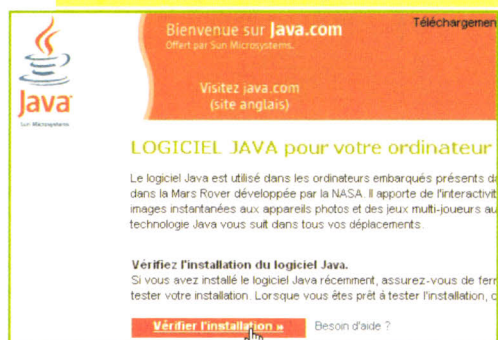 Java
Sun Microsystems
Bienvenue sur Java.com
Offert par Sun Microsystems.
Téléchargemen
Visitez java.com
(site anglais)
LOGICIEL JAVA pour votre ordinateur
Le logiciel Java est utilisé dans les ordinateurs embarqués présents da
dans la Mars Rover développée par la NASA. Il apporte de l'interactivit
images instantanées aux appareils photos et des jeux multi-joueurs au
technologie Java vous suit dans tous vos déplacements.
Vérifiez l'installation du logiciel Java.
Si vous avez installé le logiciel Java récemment, assurez-vous de ferr
tester votre installation. Lorsque vous êtes prêt à tester l'installation, c
Vérifier l'installation »
Besoin d'aide ?